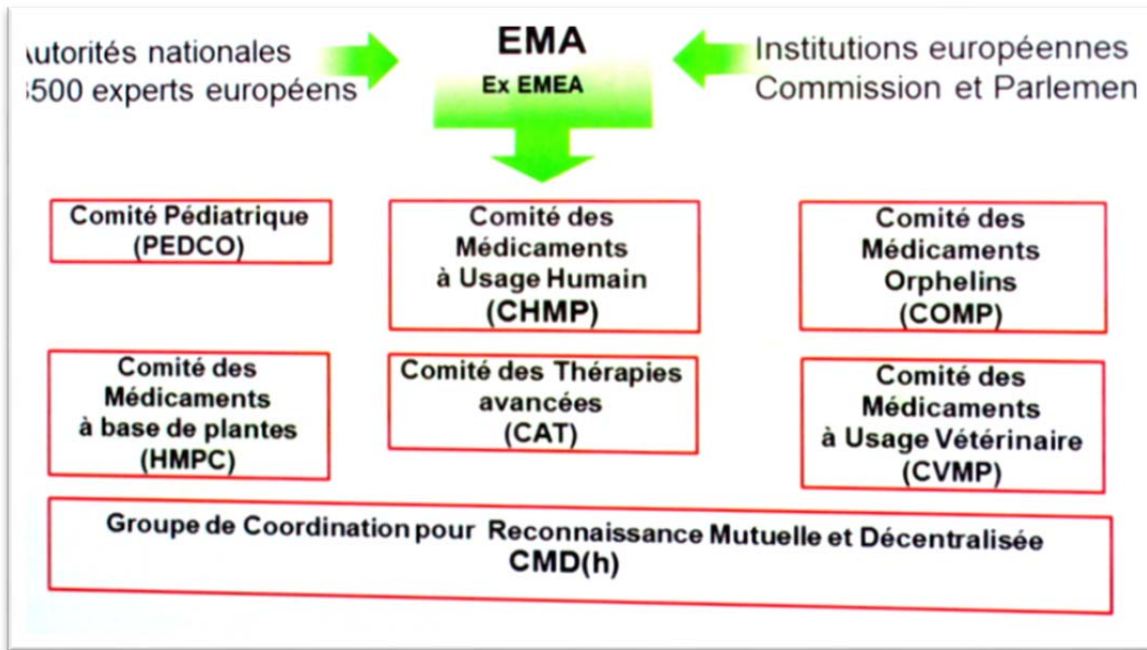 utorités nationales
500 experts européens
EMA
Ex EMEA
Institutions européennes
Commission et Parlemen
Comité Pédiatrique
(PEDCO)
Comité des
Médicaments
à Usage Humain
(CHMP)
Comité des
Médicaments
Orphelins
(COMP)
Comité des
Médicaments
à base de plantes
(HMPC)
Comité des Thérapies
avancées
(CAT)
Comité des
Médicaments
à Usage Vétérinaire
(CVMP)
Groupe de Coordination pour Reconnaissance Mutuelle et Décentralisée
CMD(h)